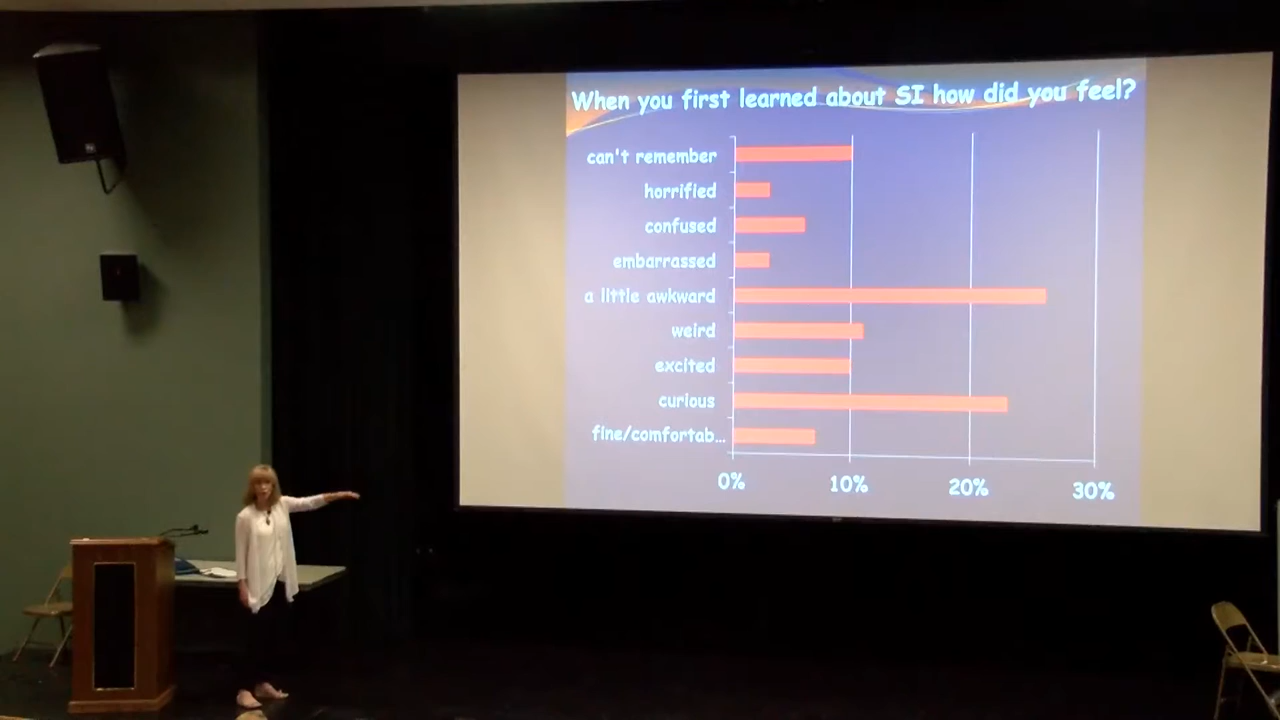 When you first learned about SI how did you feel?
can't remember
horrified
confused
embarrassed
a little awkward
weird
excited
curious
fine/comfortab...
0% 10% 20% 30%